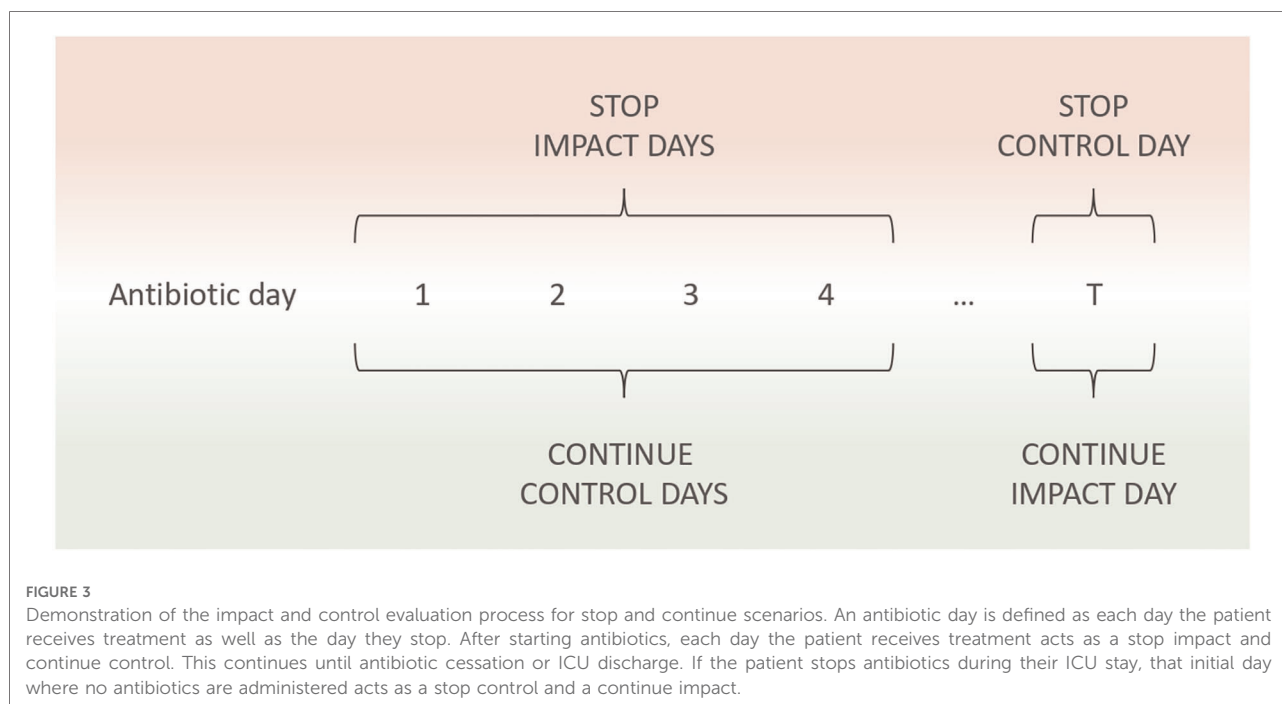 STOP
IMPACT DAYS
STOP
CONTROL DAY
Antibiotic day 1 2 3 4 ... T
CONTINUE
CONTROL DAYS
CONTINUE
IMPACT DAY
FIGURE 3
Demonstration of the impact and control evaluation process for stop and continue scenarios. An antibiotic day is defined as each day the patient
receives treatment as well as the day they stop. After starting antibiotics, each day the patient receives treatment acts as a stop impact and
continue control. This continues until antibiotic cessation or ICU discharge. If the patient stops antibiotics during their ICU stay, that initial day
where no antibiotics are administered acts as a stop control and a continue impact.